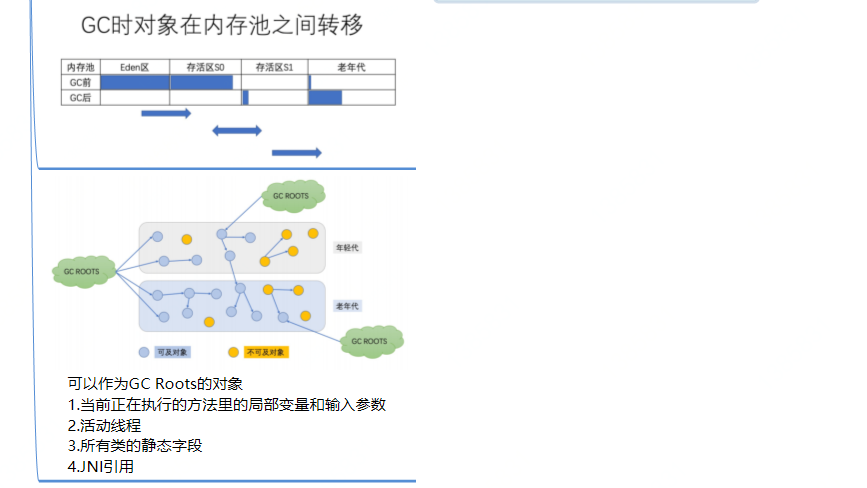 GC时对象在内存池之间转移
内存池 Eden区 存活区S0 存活区S1 老年代
GC前
GC后
GC ROOTS
年轻代
GC ROOTS
老年代
GC ROOTS
可及对象 不可及对象
可以作为GC Roots的对象
1.当前正在执行的方法里的局部变量和输入参数
2.活动线程
3.所有类的静态字段
4.JNI引用